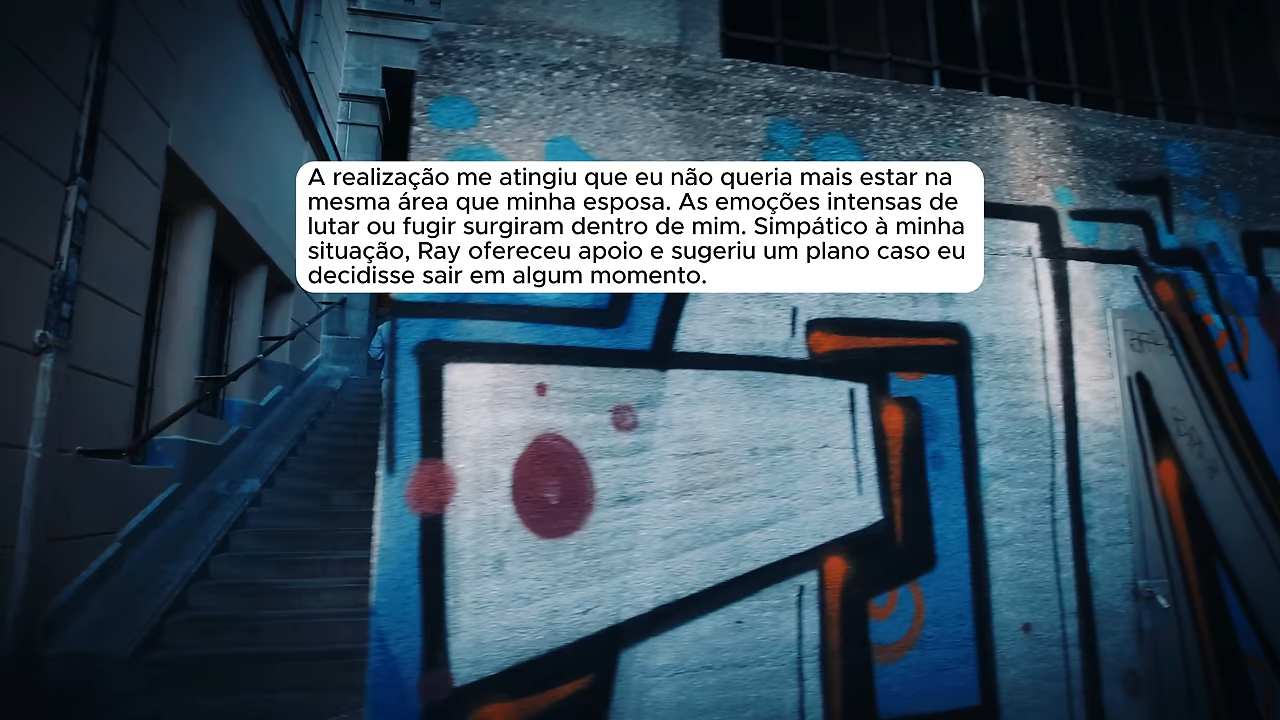 A realização me atingiu que eu não queria mais estar na
mesma área que minha esposa. As emoções intensas de
lutar ou fugir surgiram dentro de mim. Simpático à minha
situação, Ray ofereceu apoio e sugeriu um plano caso eu
decidisse sair em algum momento.